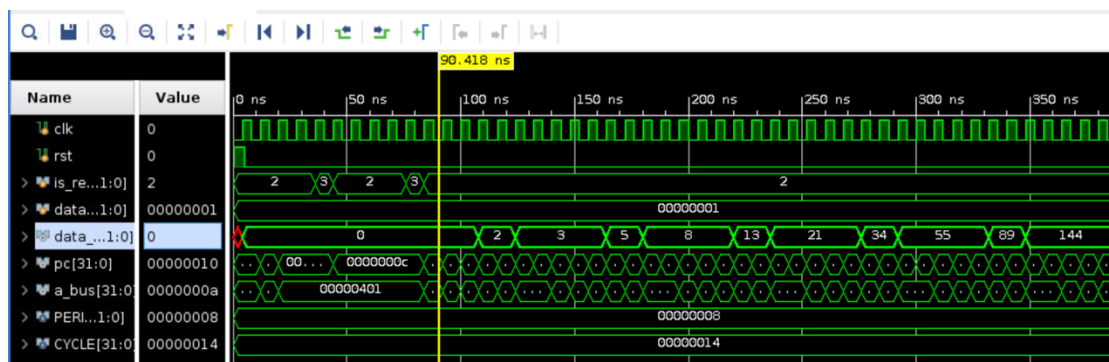 90.418 ns
Name Value 0 ns 50 ns 100 ns 150 ns 200 ns 250 ns 300 ns 350 ns
clk 0
rst 0
is_re...1:0] 2 2 3 2 3 2
data...1:0] 00000001 00000001
data_...1:0] 0 0 2 3 5 8 13 21 34 55 89 144
pc[31:0] 00000010 00... 0000000c
a_bus[31:0 0000000a 00000401
PERI...1:0] 00000008 00000008
CYCLE[31:0 00000014 00000014